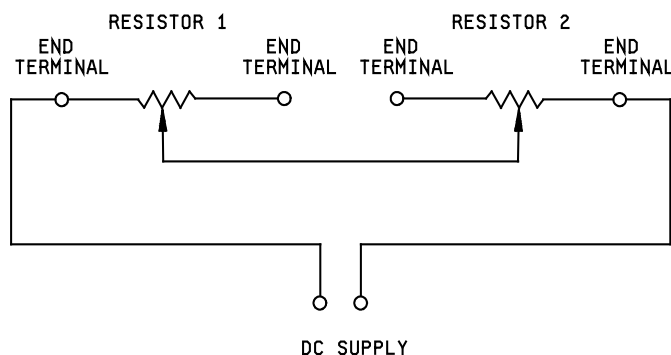 RESISTOR 1
RESISTOR 2
END
TERMINAL
END
TERMINAL
END
TERMINAL
END
TERMINAL
DC SUPPLY